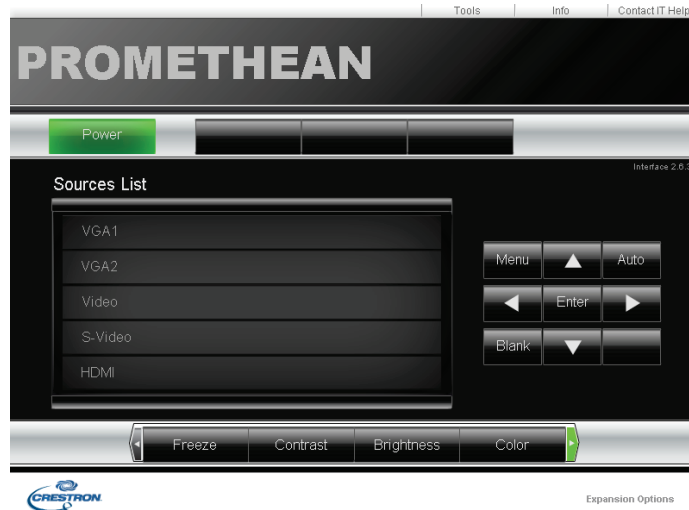 Tools Info Contact IT Help
PROMETHEAN
Power
Interface 2.6.3
Sources List
VGA1
VGA2
Video
S-Video
HDMI
Menu Auto
Enter
Blank
Freeze Contrast Brightness Color
CRESTRON
Expansion Options